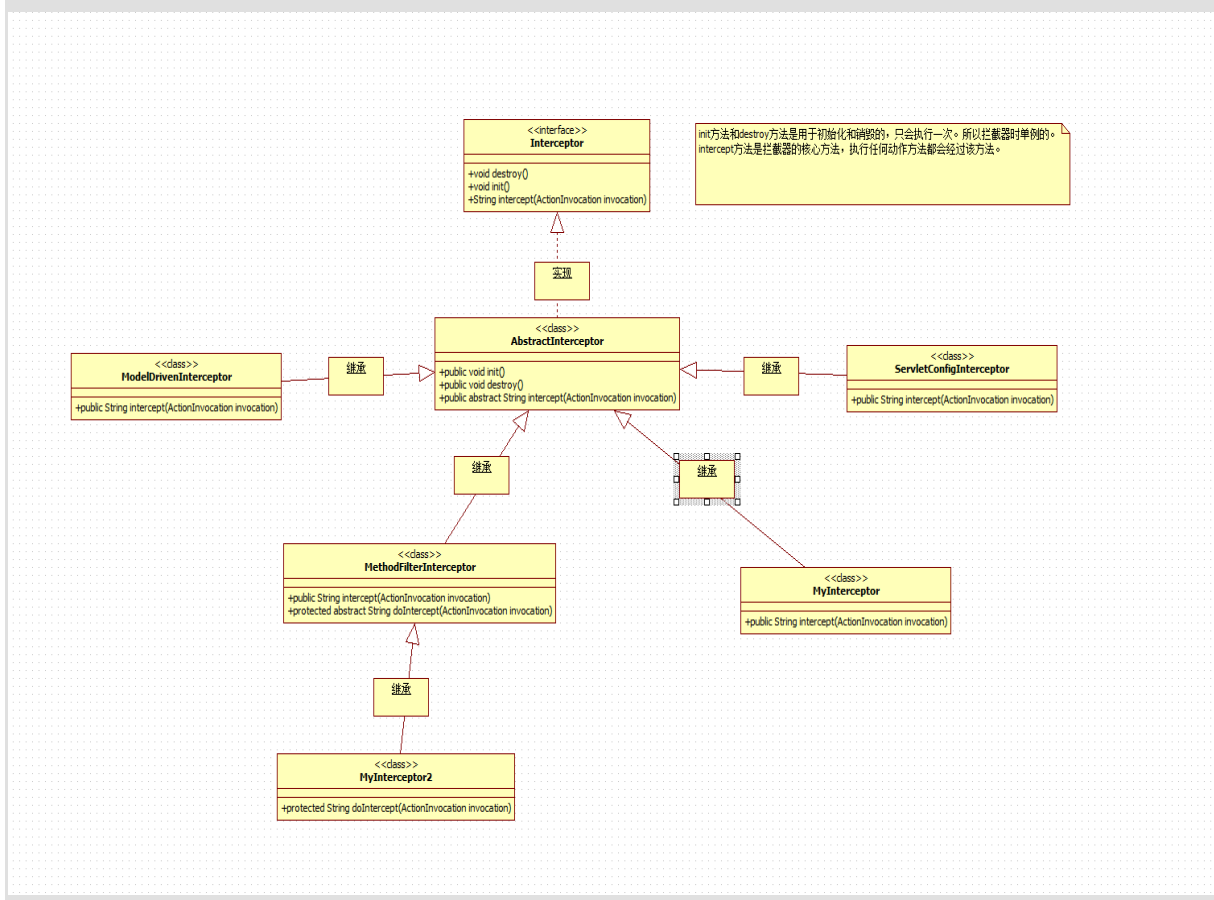 <<interface>>
Interceptor
+void destroy()
+void init()
+String intercept(ActionInvocation invocation)
init方法和destroy方法是用于初始化和销毁的，只会执行一次。所以拦截器时单例的。
intercept方法是拦截器的核心方法，执行任何动作方法都会经过该方法。
实现
<<class>>
AbstractInterceptor
+public void init()
+public void destroy()
+public abstract String intercept(ActionInvocation invocation)
<<class>>
ModelDrivenInterceptor
+public String intercept(ActionInvocation invocation)
继承
继承
<<class>>
ServletConfigInterceptor
+public String intercept(ActionInvocation invocation)
继承
继承
<<class>>
MethodFilterInterceptor
+public String intercept(ActionInvocation invocation)
+protected abstract String doIntercept(ActionInvocation invocation)
<<class>>
MyInterceptor
+public String intercept(ActionInvocation invocation)
继承
<<class>>
MyInterceptor2
+protected String doIntercept(ActionInvocation invocation)